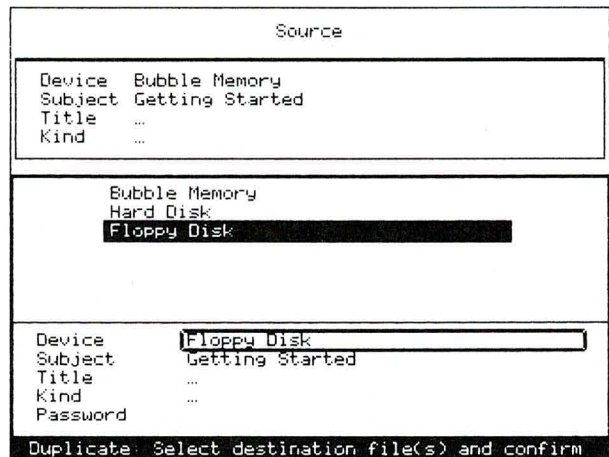 Source
Device Bubble Memory
Subject Getting Started
Title ...
Kind ...
Bubble Memory
Hard Disk
Floppy Disk
Device Floppy Disk
Subject Getting Started
Title ...
Kind ...
Password
Duplicate: Select destination file(s) and confirm